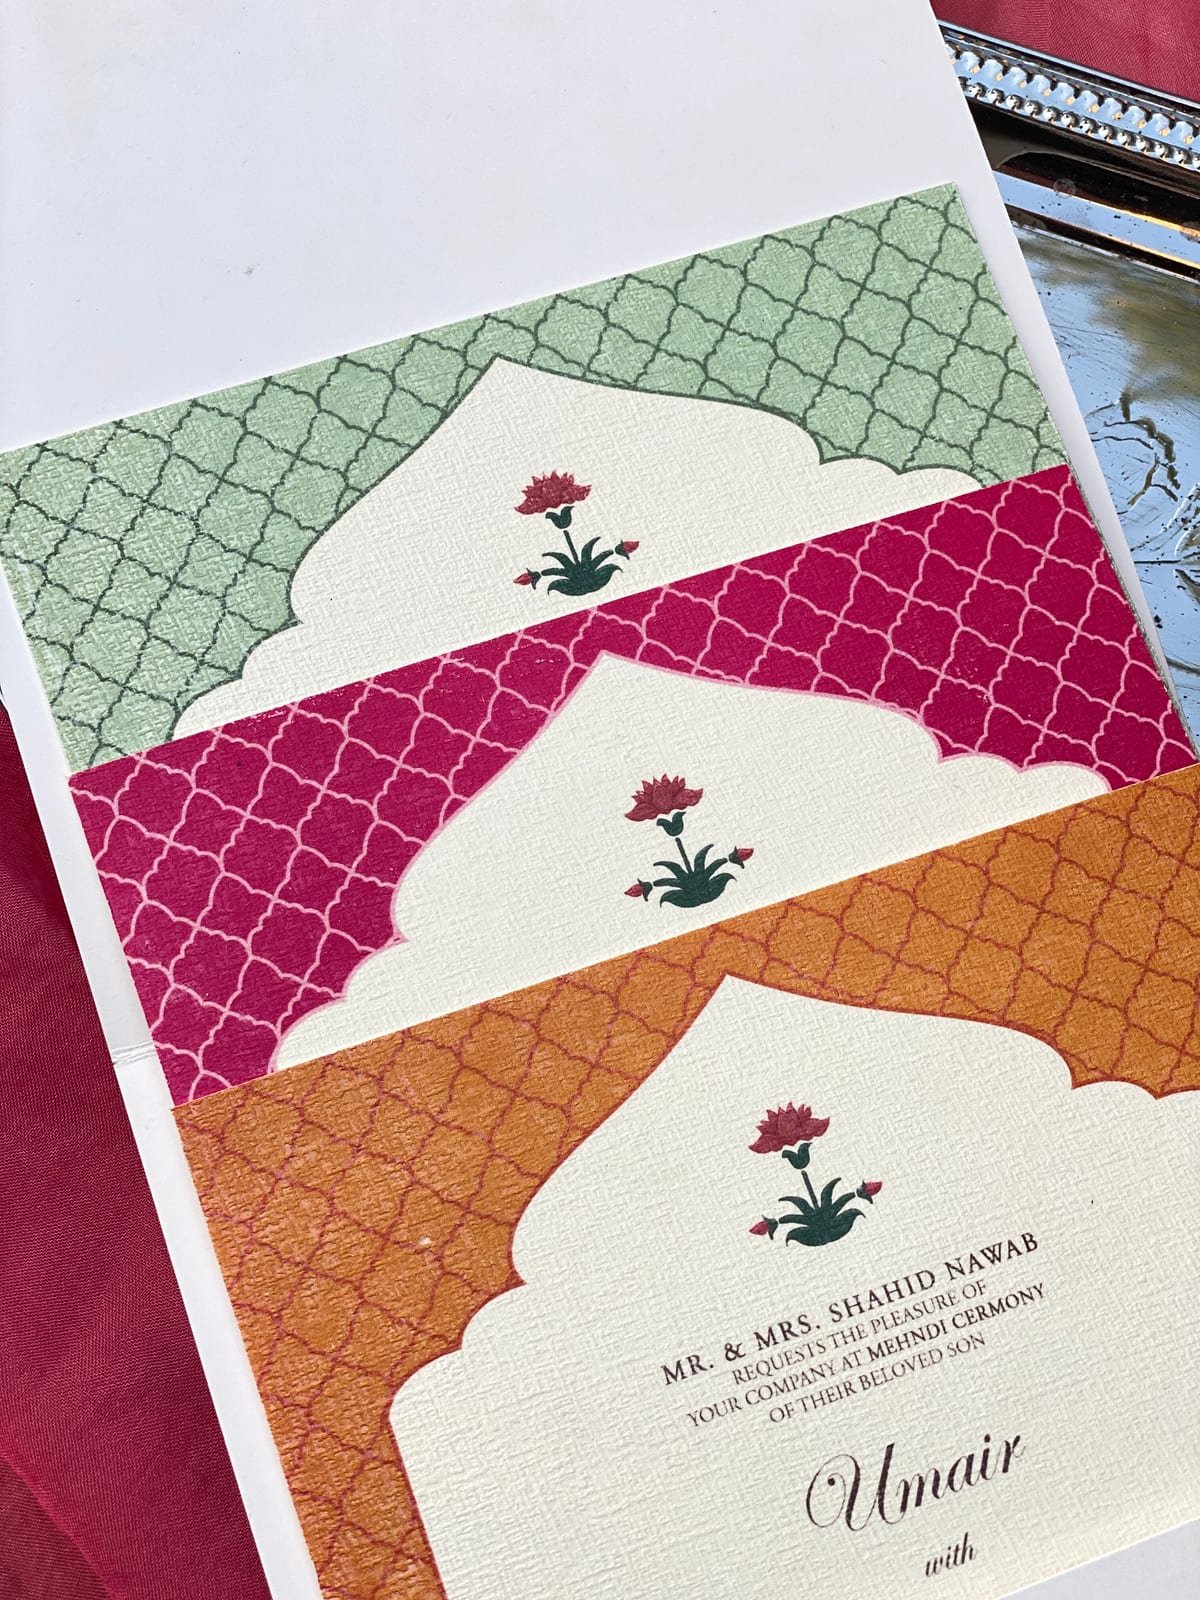 MR. & MRS. SHAHID NAWAB
REQUESTS THE PLEASURE OF
YOUR COMPANY AT MEHNDI CERMONY
OF THEIR BELOVED SON
Umair
with